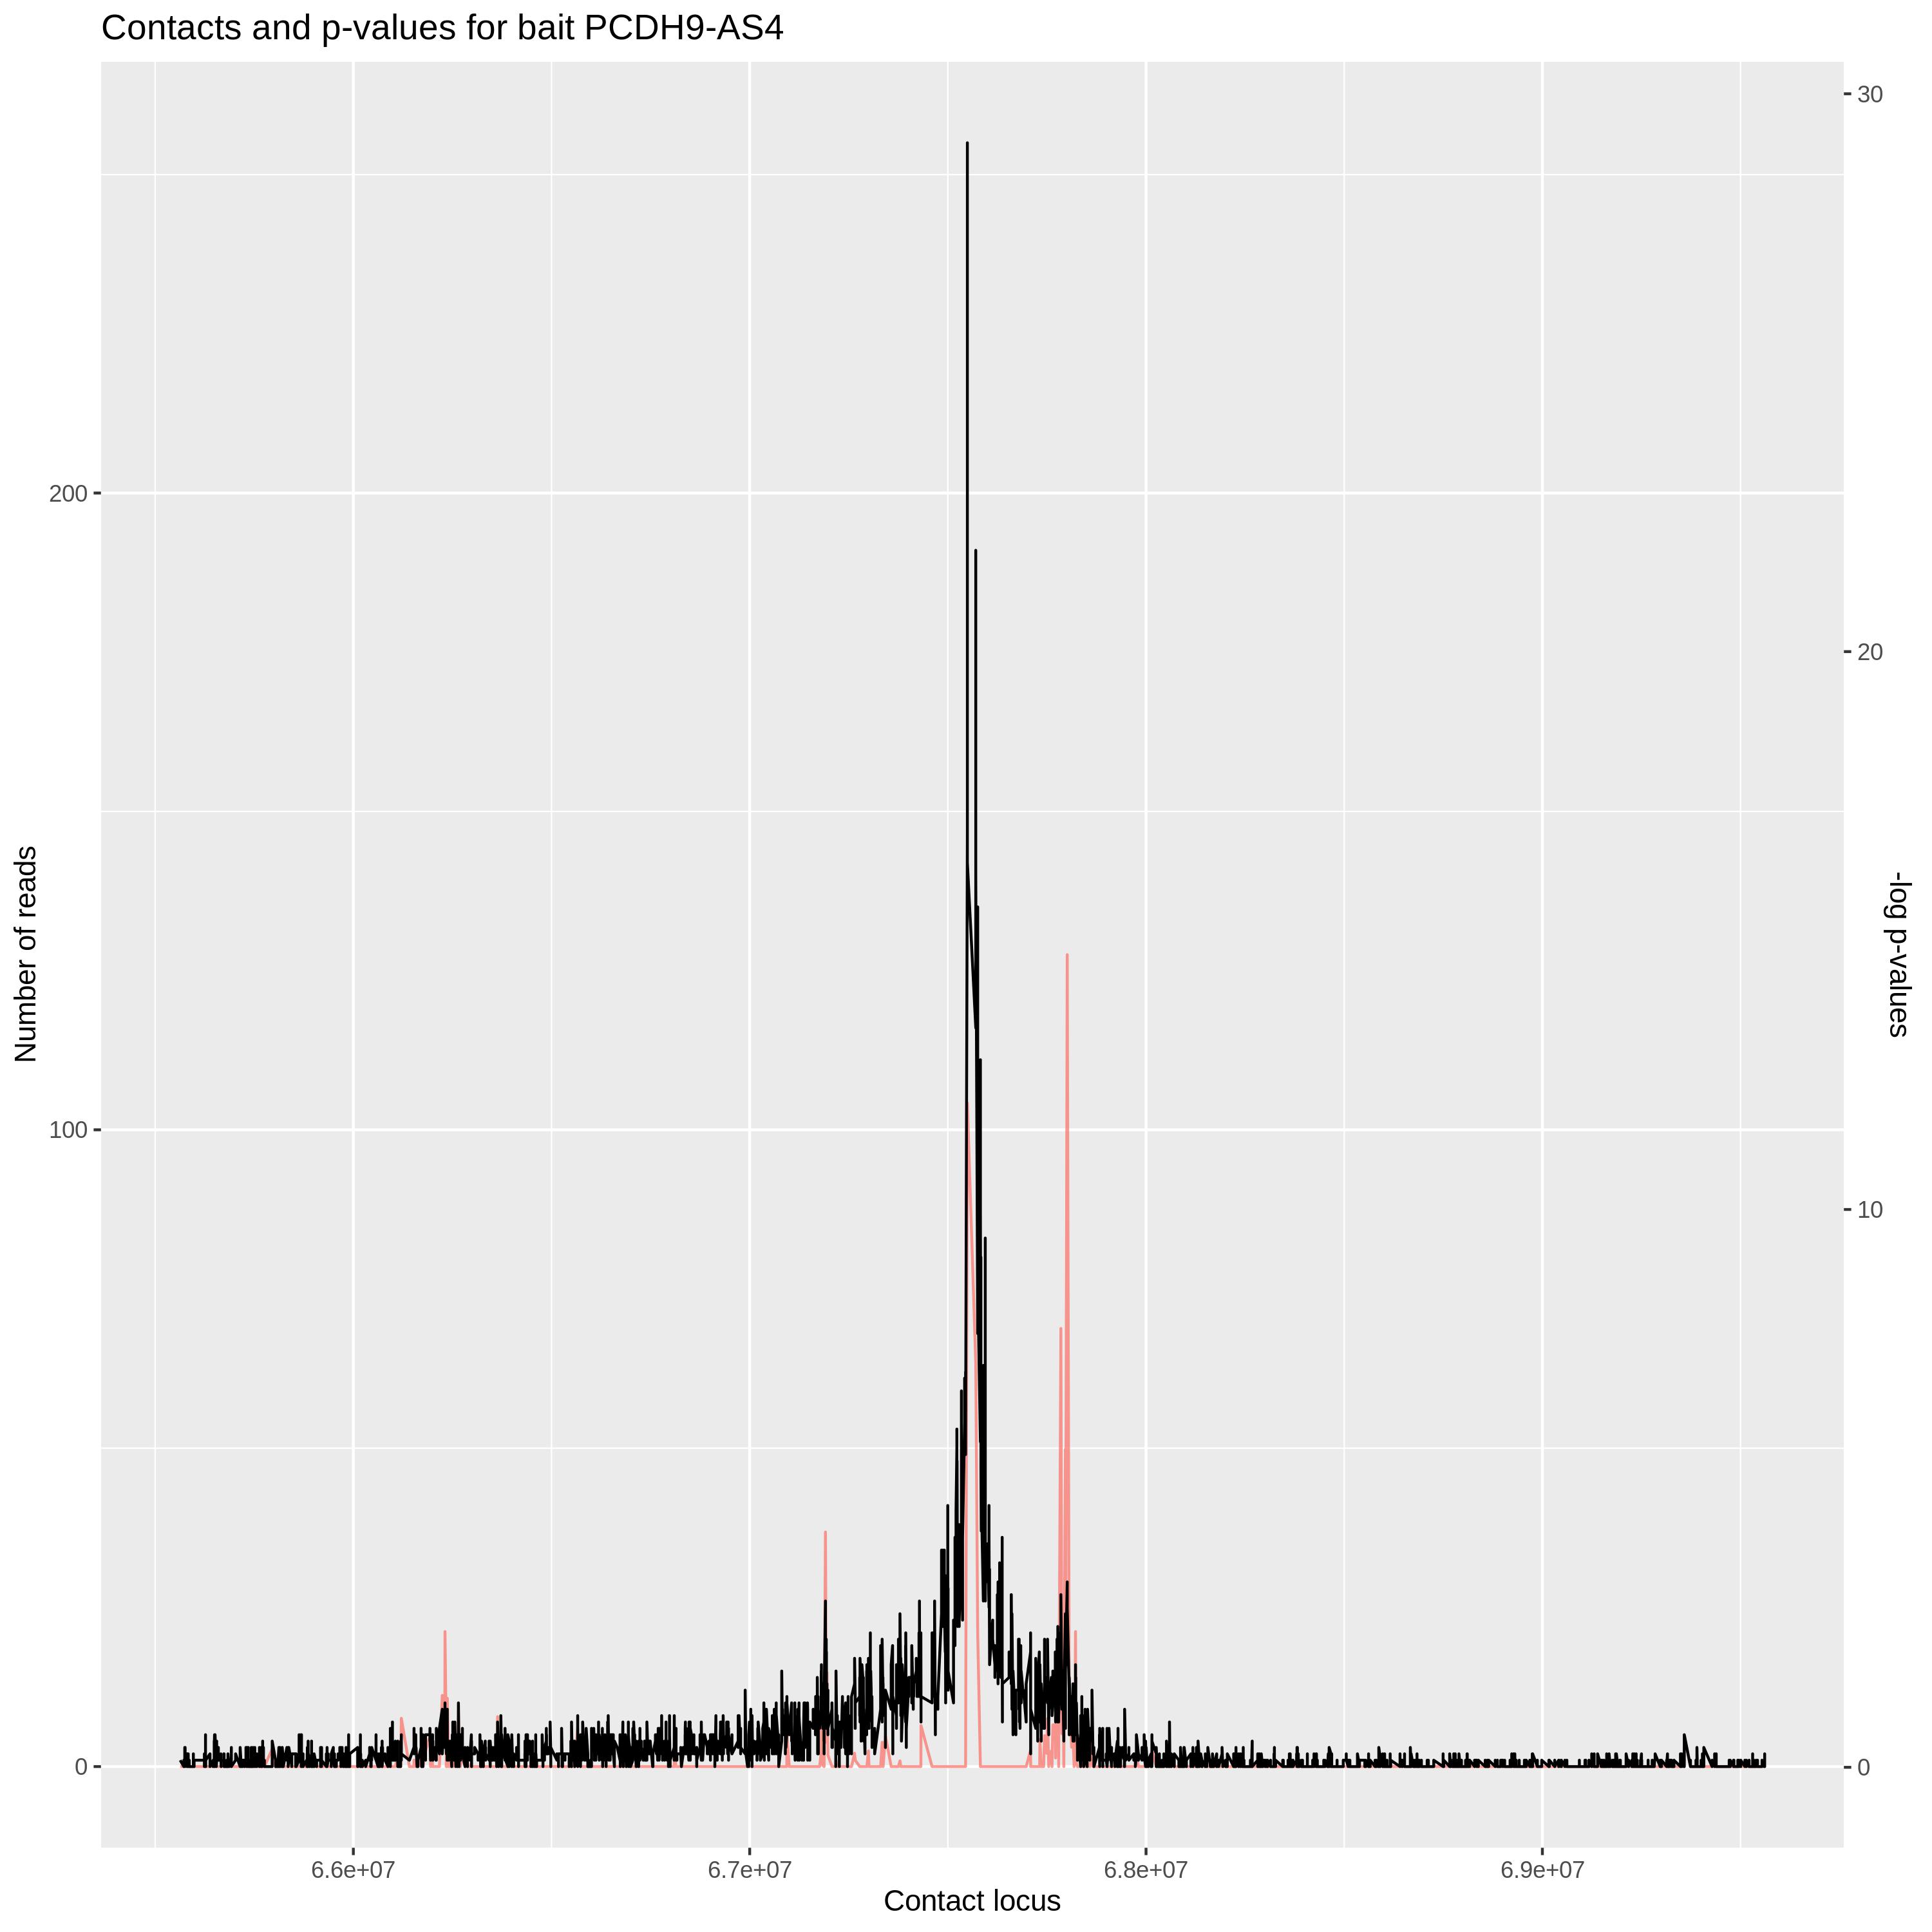 Contacts and p-values for bait PCDH9-AS4
30
200
20
Number of reads
-log p-values
100
10
0
0
6.6e+07
6.7e+07
6.8e+07
6.9e+07
Contact locus